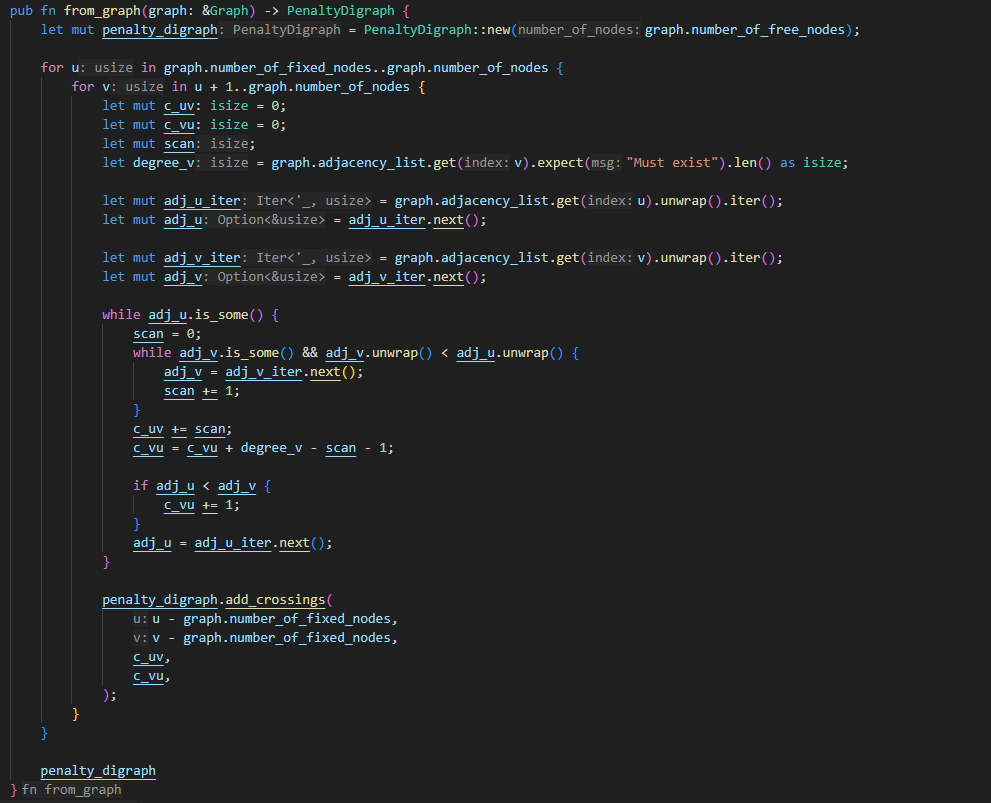 pub fn from_graph(graph: &Graph) -> PenaltyDigraph {
let mut penalty_digraph: PenaltyDigraph = PenaltyDigraph::new(number_of_nodes: graph.number_of_free_nodes);
for u: usize in graph.number_of_fixed_nodes..graph.number_of_nodes {
for v: usize in u + 1..graph.number_of_nodes {
let mut c_uv: isize = 0;
let mut c_vu: isize = 0;
let mut scan: isize;
let degree_v: isize = graph.adjacency_list.get(index: v).expect(msg: "Must exist").len() as isize;
let mut adj_u_iter: Iter<'_, usize> = graph.adjacency_list.get(index: u).unwrap().iter();
let mut adj_u: Option<&usize> = adj_u_iter.next();
let mut adj_v_iter: Iter<'_, usize> = graph.adjacency_list.get(index: v).unwrap().iter();
let mut adj_v: Option<&usize> = adj_v_iter.next();
while adj_u.is_some() {
scan = 0;
while adj_v.is_some() && adj_v.unwrap() < adj_u.unwrap() {
adj_v = adj_v_iter.next();
scan += 1;
}
c_uv += scan;
c_vu = c_vu + degree_v - scan - 1;
if adj_u < adj_v {
c_vu += 1;
}
adj_u = adj_u_iter.next();
}
penalty_digraph.add_crossings(
u: u - graph.number_of_fixed_nodes,
v: v - graph.number_of_fixed_nodes,
c_uv,
c_vu,
);
}
}
penalty_digraph
} fn from_graph